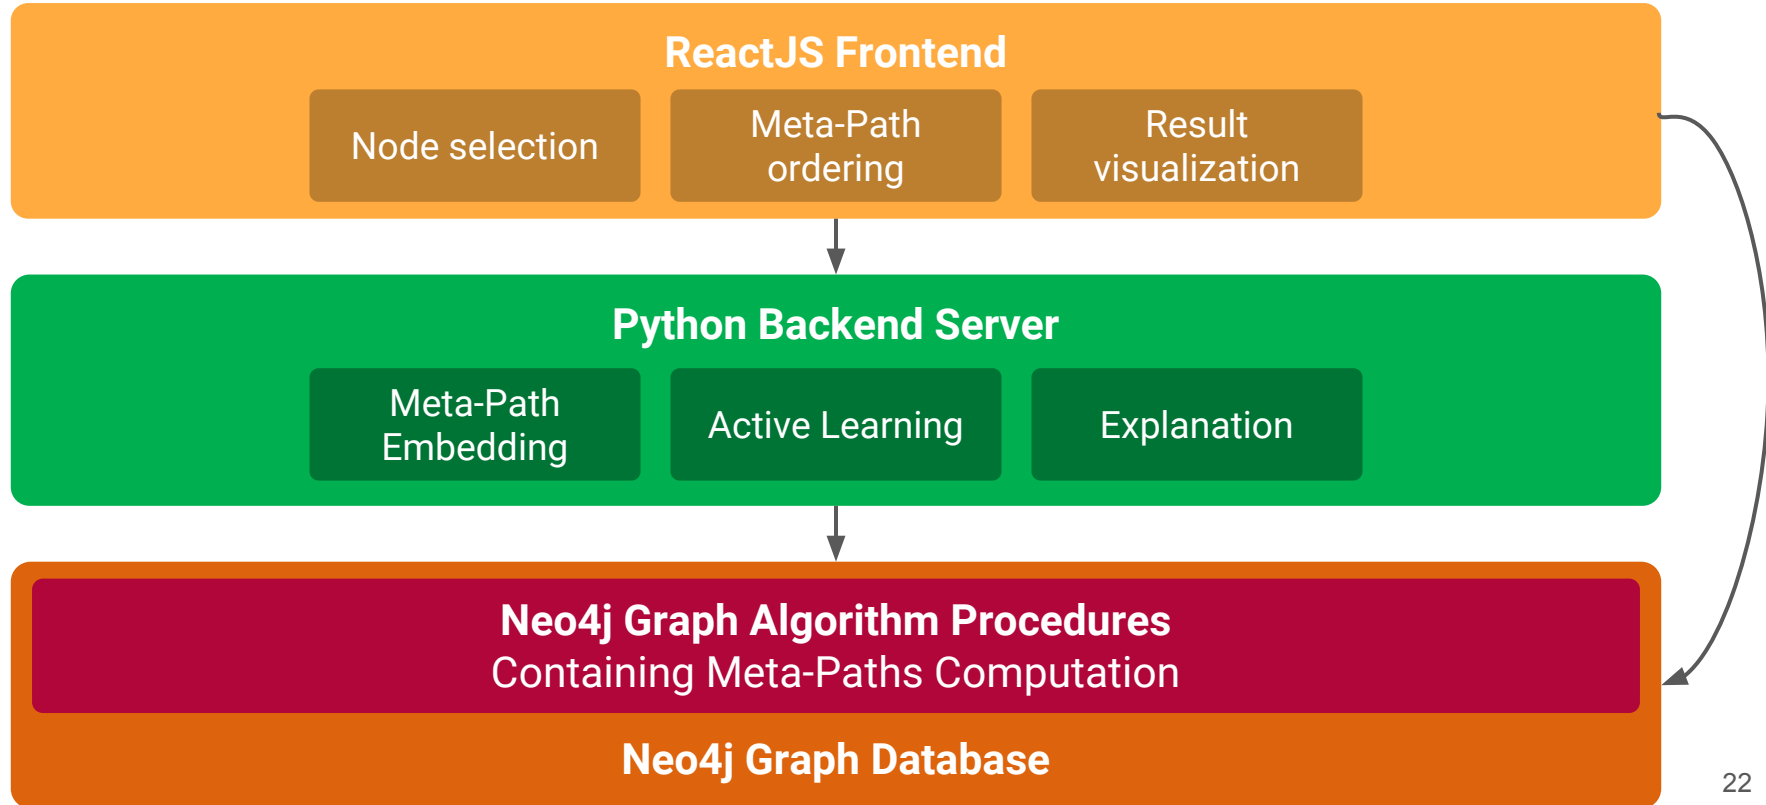 ReactJS Frontend
Node selection
Meta-Path
ordering
Result
visualization
Python Backend Server
Meta-Path
Embedding
Active Learning
Explanation
Neo4j Graph Algorithm Procedures
Containing Meta-Paths Computation
Neo4j Graph Database
22